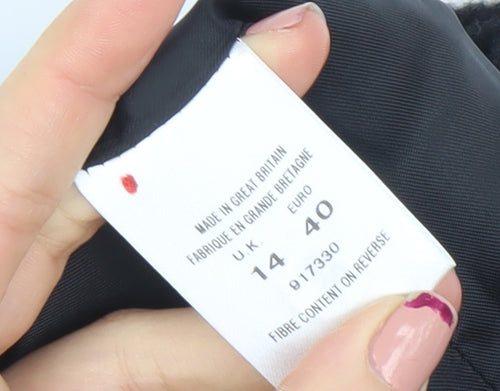 MADE IN GREAT BRITAIN
FABRIQUE EN GRANDE BRETAGNE
U.K. EURO
14 40
917330
FIBRE CONTENT ON REVERSE